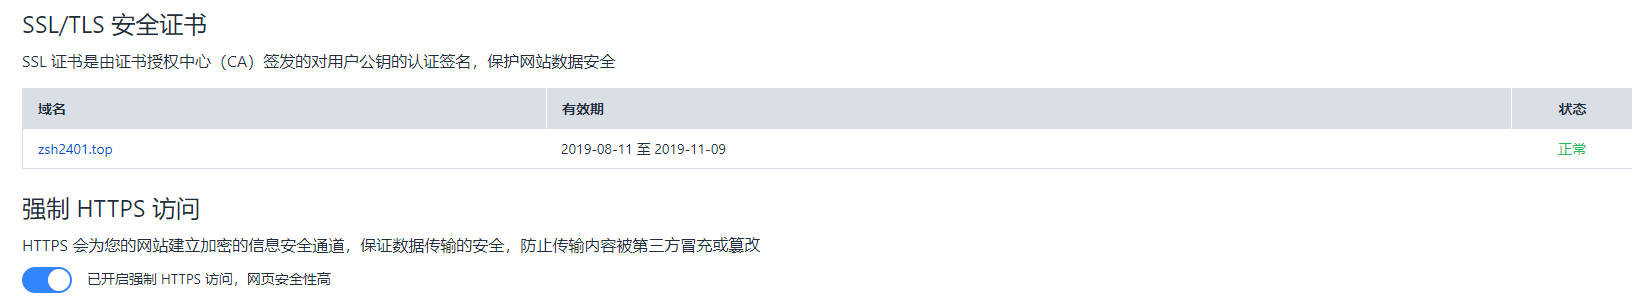 SSL/TLS 安全证书
SSL 证书是由证书授权中心（CA）签发的对用户公钥的认证签名，保护网站数据安全
域名 有效期 状态
zsh2401.top 2019-08-11 至 2019-11-09 正常
强制 HTTPS 访问
HTTPS 会为您的网站建立加密的信息安全通道，保证数据传输的安全，防止传输内容被第三方冒充或篡改
已开启强制 HTTPS 访问，网页安全性高